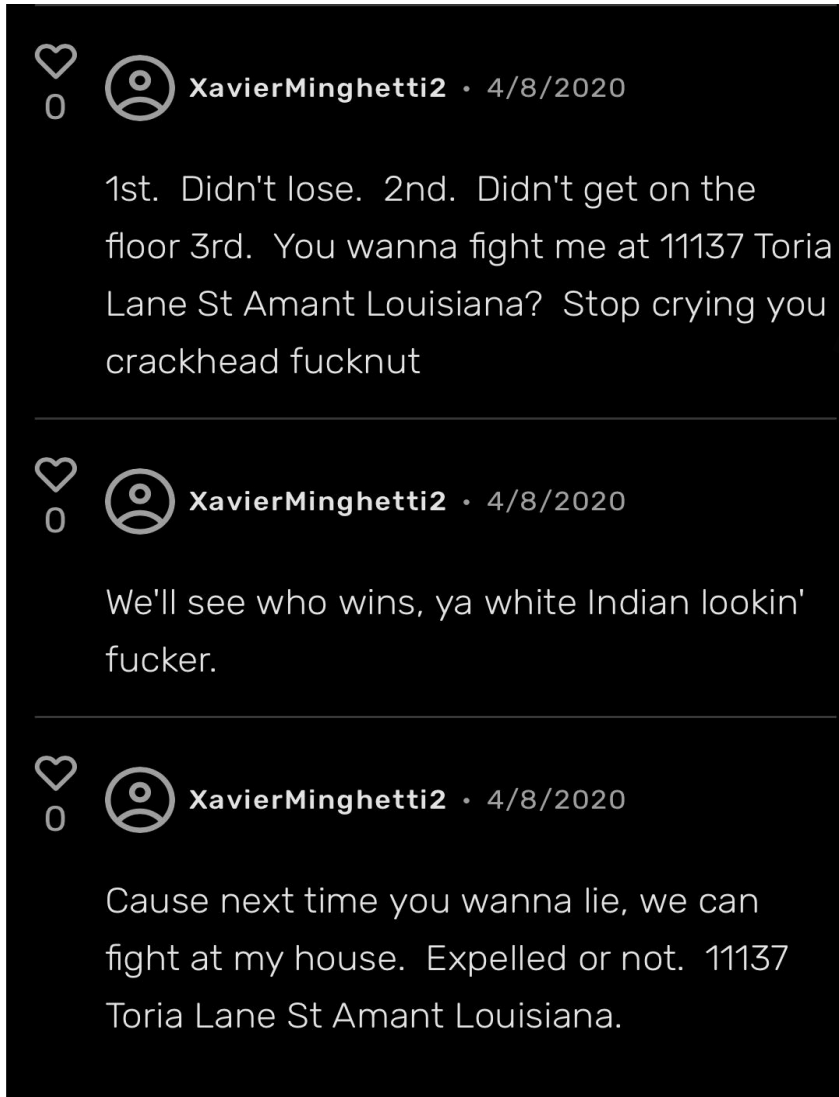 XavierMinghetti2 • 4/8/2020
0
1st.  Didn't lose.  2nd.  Didn't get on the
floor 3rd.  You wanna fight me at 11137 Toria
Lane St Amant Louisiana?  Stop crying you
crackhead fucknut
XavierMinghetti2 • 4/8/2020
0
We'll see who wins, ya white Indian lookin'
fucker.
XavierMinghetti2 • 4/8/2020
0
Cause next time you wanna lie, we can
fight at my house.  Expelled or not.  11137
Toria Lane St Amant Louisiana.